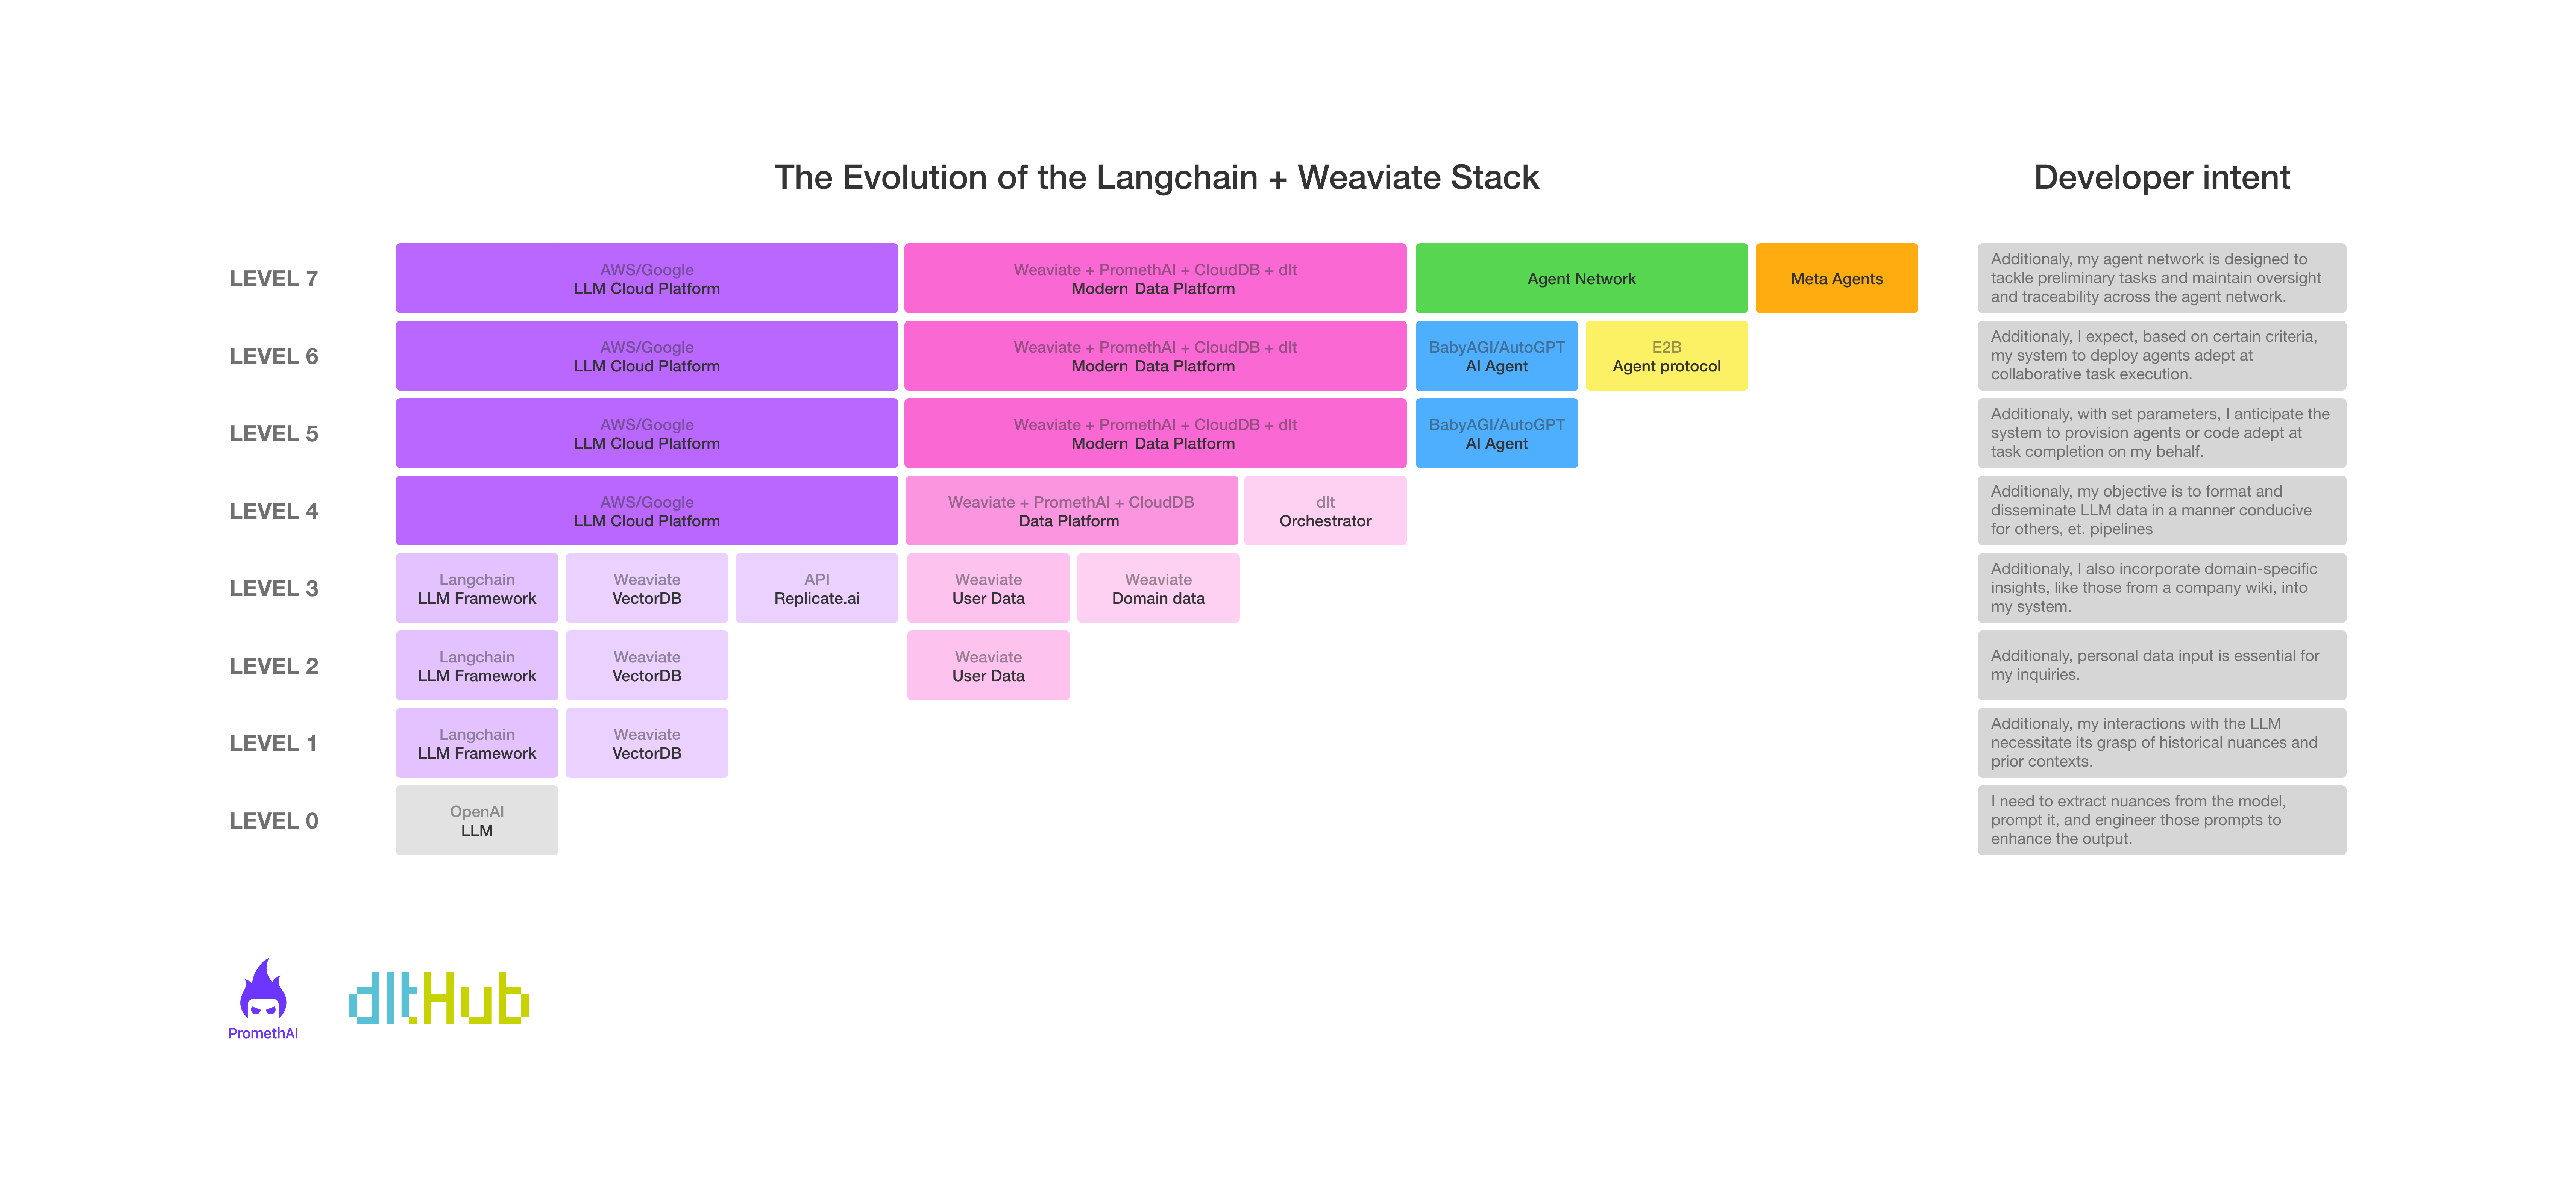 The Evolution of the Langchain + Weaviate Stack
Developer intent
LEVEL 7
AWS/Google
LLM Cloud Platform
Weaviate + PromethAI + CloudDB + dlt
Modern Data Platform
Agent Network
Meta Agents
Additionaly, my agent network is designed to
tackle preliminary tasks and maintain oversight
and traceability across the agent network.
LEVEL 6
AWS/Google
LLM Cloud Platform
Weaviate + PromethAI + CloudDB + dlt
Modern Data Platform
BabyAGI/AutoGPT
AI Agent
E2B
Agent protocol
Additionaly, I expect, based on certain criteria,
my system to deploy agents adept at
collaborative task execution.
LEVEL 5
AWS/Google
LLM Cloud Platform
Weaviate + PromethAI + CloudDB + dlt
Modern Data Platform
BabyAGI/AutoGPT
AI Agent
Additionaly, with set parameters, I anticipate the
system to provision agents or code adept at
task completion on my behalf.
LEVEL 4
AWS/Google
LLM Cloud Platform
Weaviate + PromethAI + CloudDB
Data Platform
dlt
Orchestrator
Additionaly, my objective is to format and
disseminate LLM data in a manner conducive
for others, et. pipelines
LEVEL 3
Langchain
LLM Framework
Weaviate
VectorDB
API
Replicate.ai
Weaviate
User Data
Weaviate
Domain data
Additionaly, I also incorporate domain-specific
insights, like those from a company wiki, into
my system.
LEVEL 2
Langchain
LLM Framework
Weaviate
VectorDB
Weaviate
User Data
Additionaly, personal data input is essential for
my inquiries.
LEVEL 1
Langchain
LLM Framework
Weaviate
VectorDB
Additionaly, my interactions with the LLM
necessitate its grasp of historical nuances and
prior contexts.
LEVEL 0
OpenAI
LLM
I need to extract nuances from the model,
prompt it, and engineer those prompts to
enhance the output.
PromethAI
dltHub